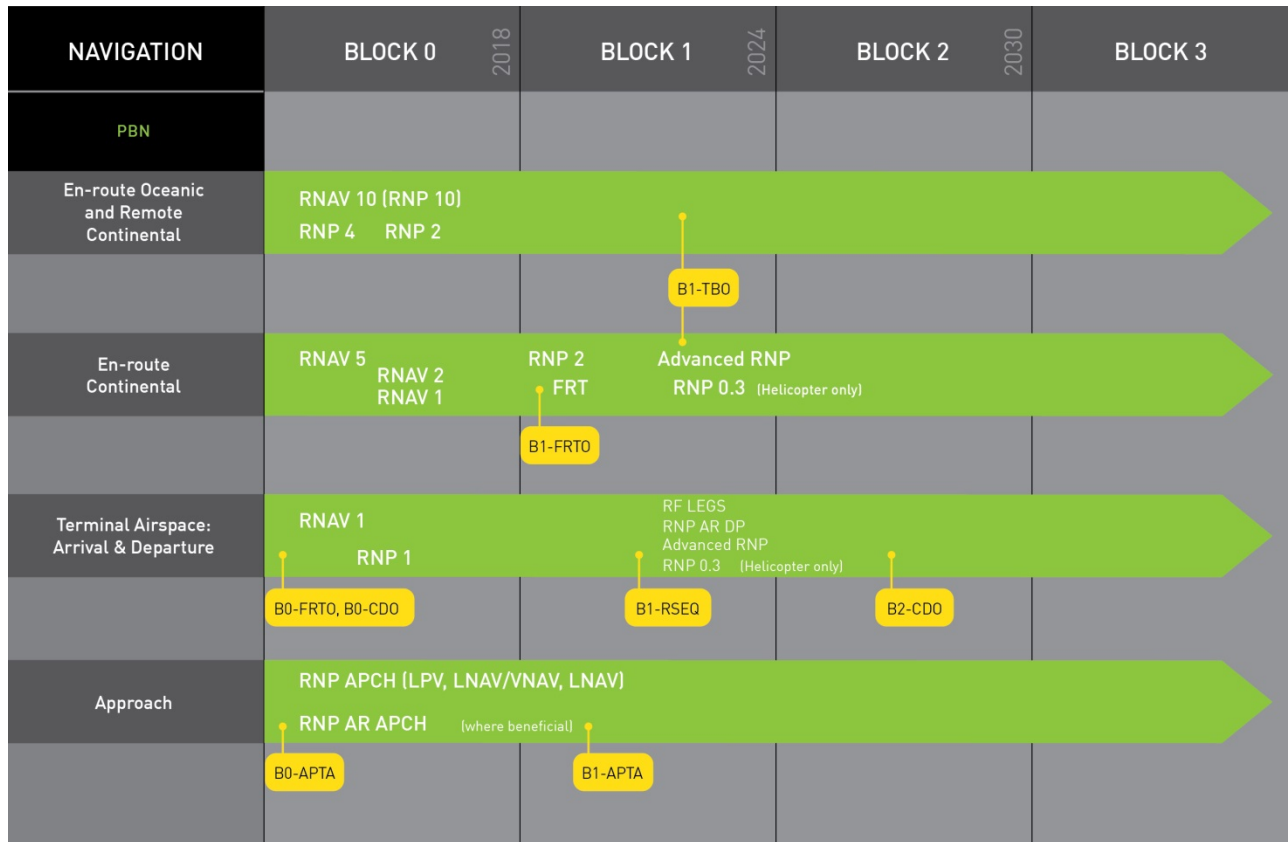 NAVIGATION
BLOCK 0
2018
BLOCK 1
2024
BLOCK 2
2030
BLOCK 3
PBN
En-route Oceanic
and Remote
Continental
RNAV 10 (RNP 10)
RNP 4 RNP 2
B1-TBO
En-route
Continental
RNAV 5
RNAV 2
RNAV 1
RNP 2
FRT
Advanced RNP
RNP 0.3 (Helicopter only)
B1-FRTO
Terminal Airspace:
Arrival & Departure
RNAV 1
RNP 1
RF LEGS
RNP AR DP
Advanced RNP
RNP 0.3 (Helicopter only)
B0-FRTO, B0-CDO
B1-RSEQ
B2-CDO
Approach
RNP APCH (LPV, LNAV/VNAV, LNAV)
RNP AR APCH (where beneficial)
B0-APTA
B1-APTA